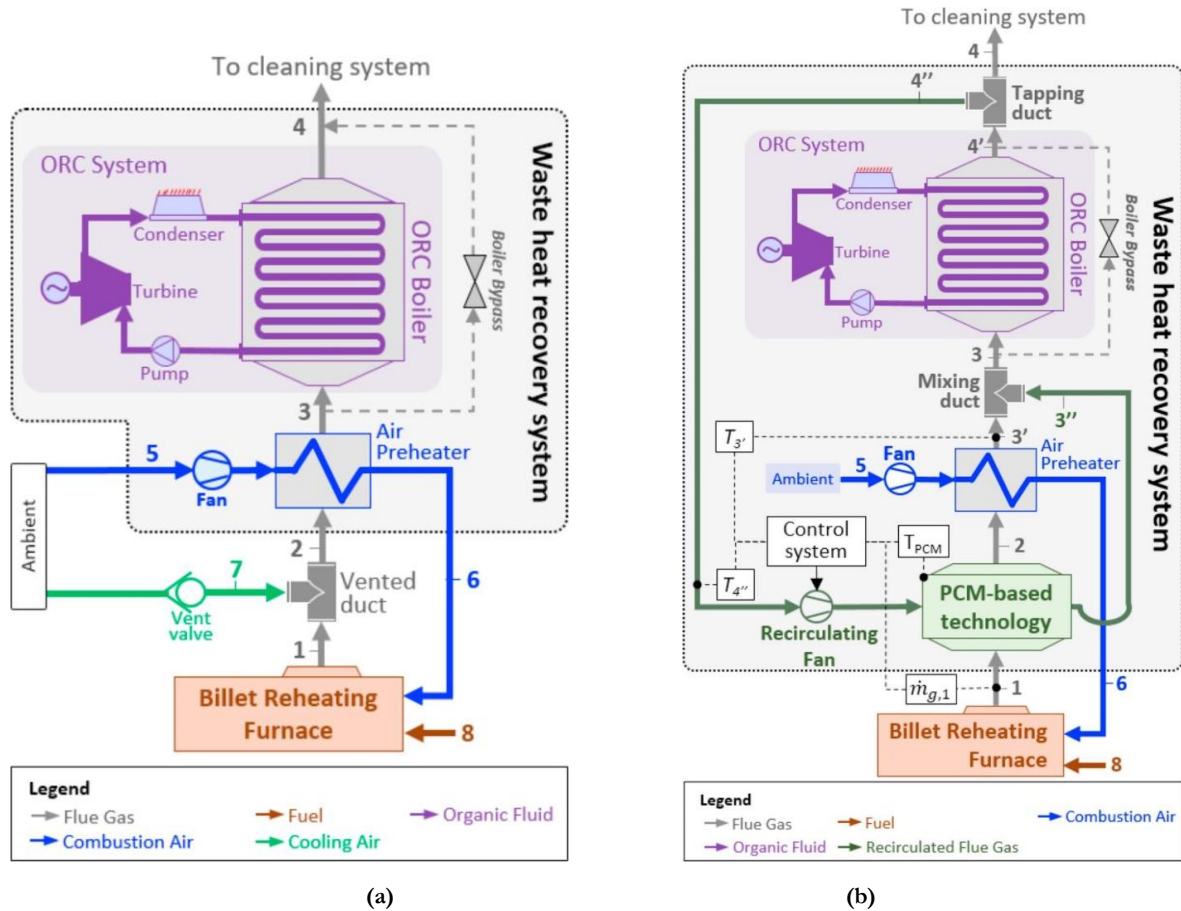 To cleaning system
4
ORC System
Condenser
Turbine
Pump
ORC Boiler
Boiler Bypass
Waste heat recovery system
3
Air
Preheater
5
Fan
Ambient
2
6
7
Vented
duct
Vent
valve
1
Billet Reheating
Furnace
8
Legend
Flue Gas
Fuel
Organic Fluid
Combustion Air
Cooling Air
(a)
To cleaning system
4
4′′
Tapping
duct
4′
ORC System
Condenser
Turbine
Pump
ORC Boiler
Boiler Bypass
Waste heat recovery system
3
Mixing
duct
3′′
T3′
3′
Air
Preheater
Fan
5
Ambient
Control
system
TPCM
2
T4′′
PCM-based
technology
Recirculating
Fan
ṁg,1
1
6
Billet Reheating
Furnace
8
Legend
Flue Gas
Fuel
Combustion Air
Organic Fluid
Recirculated Flue Gas
(b)